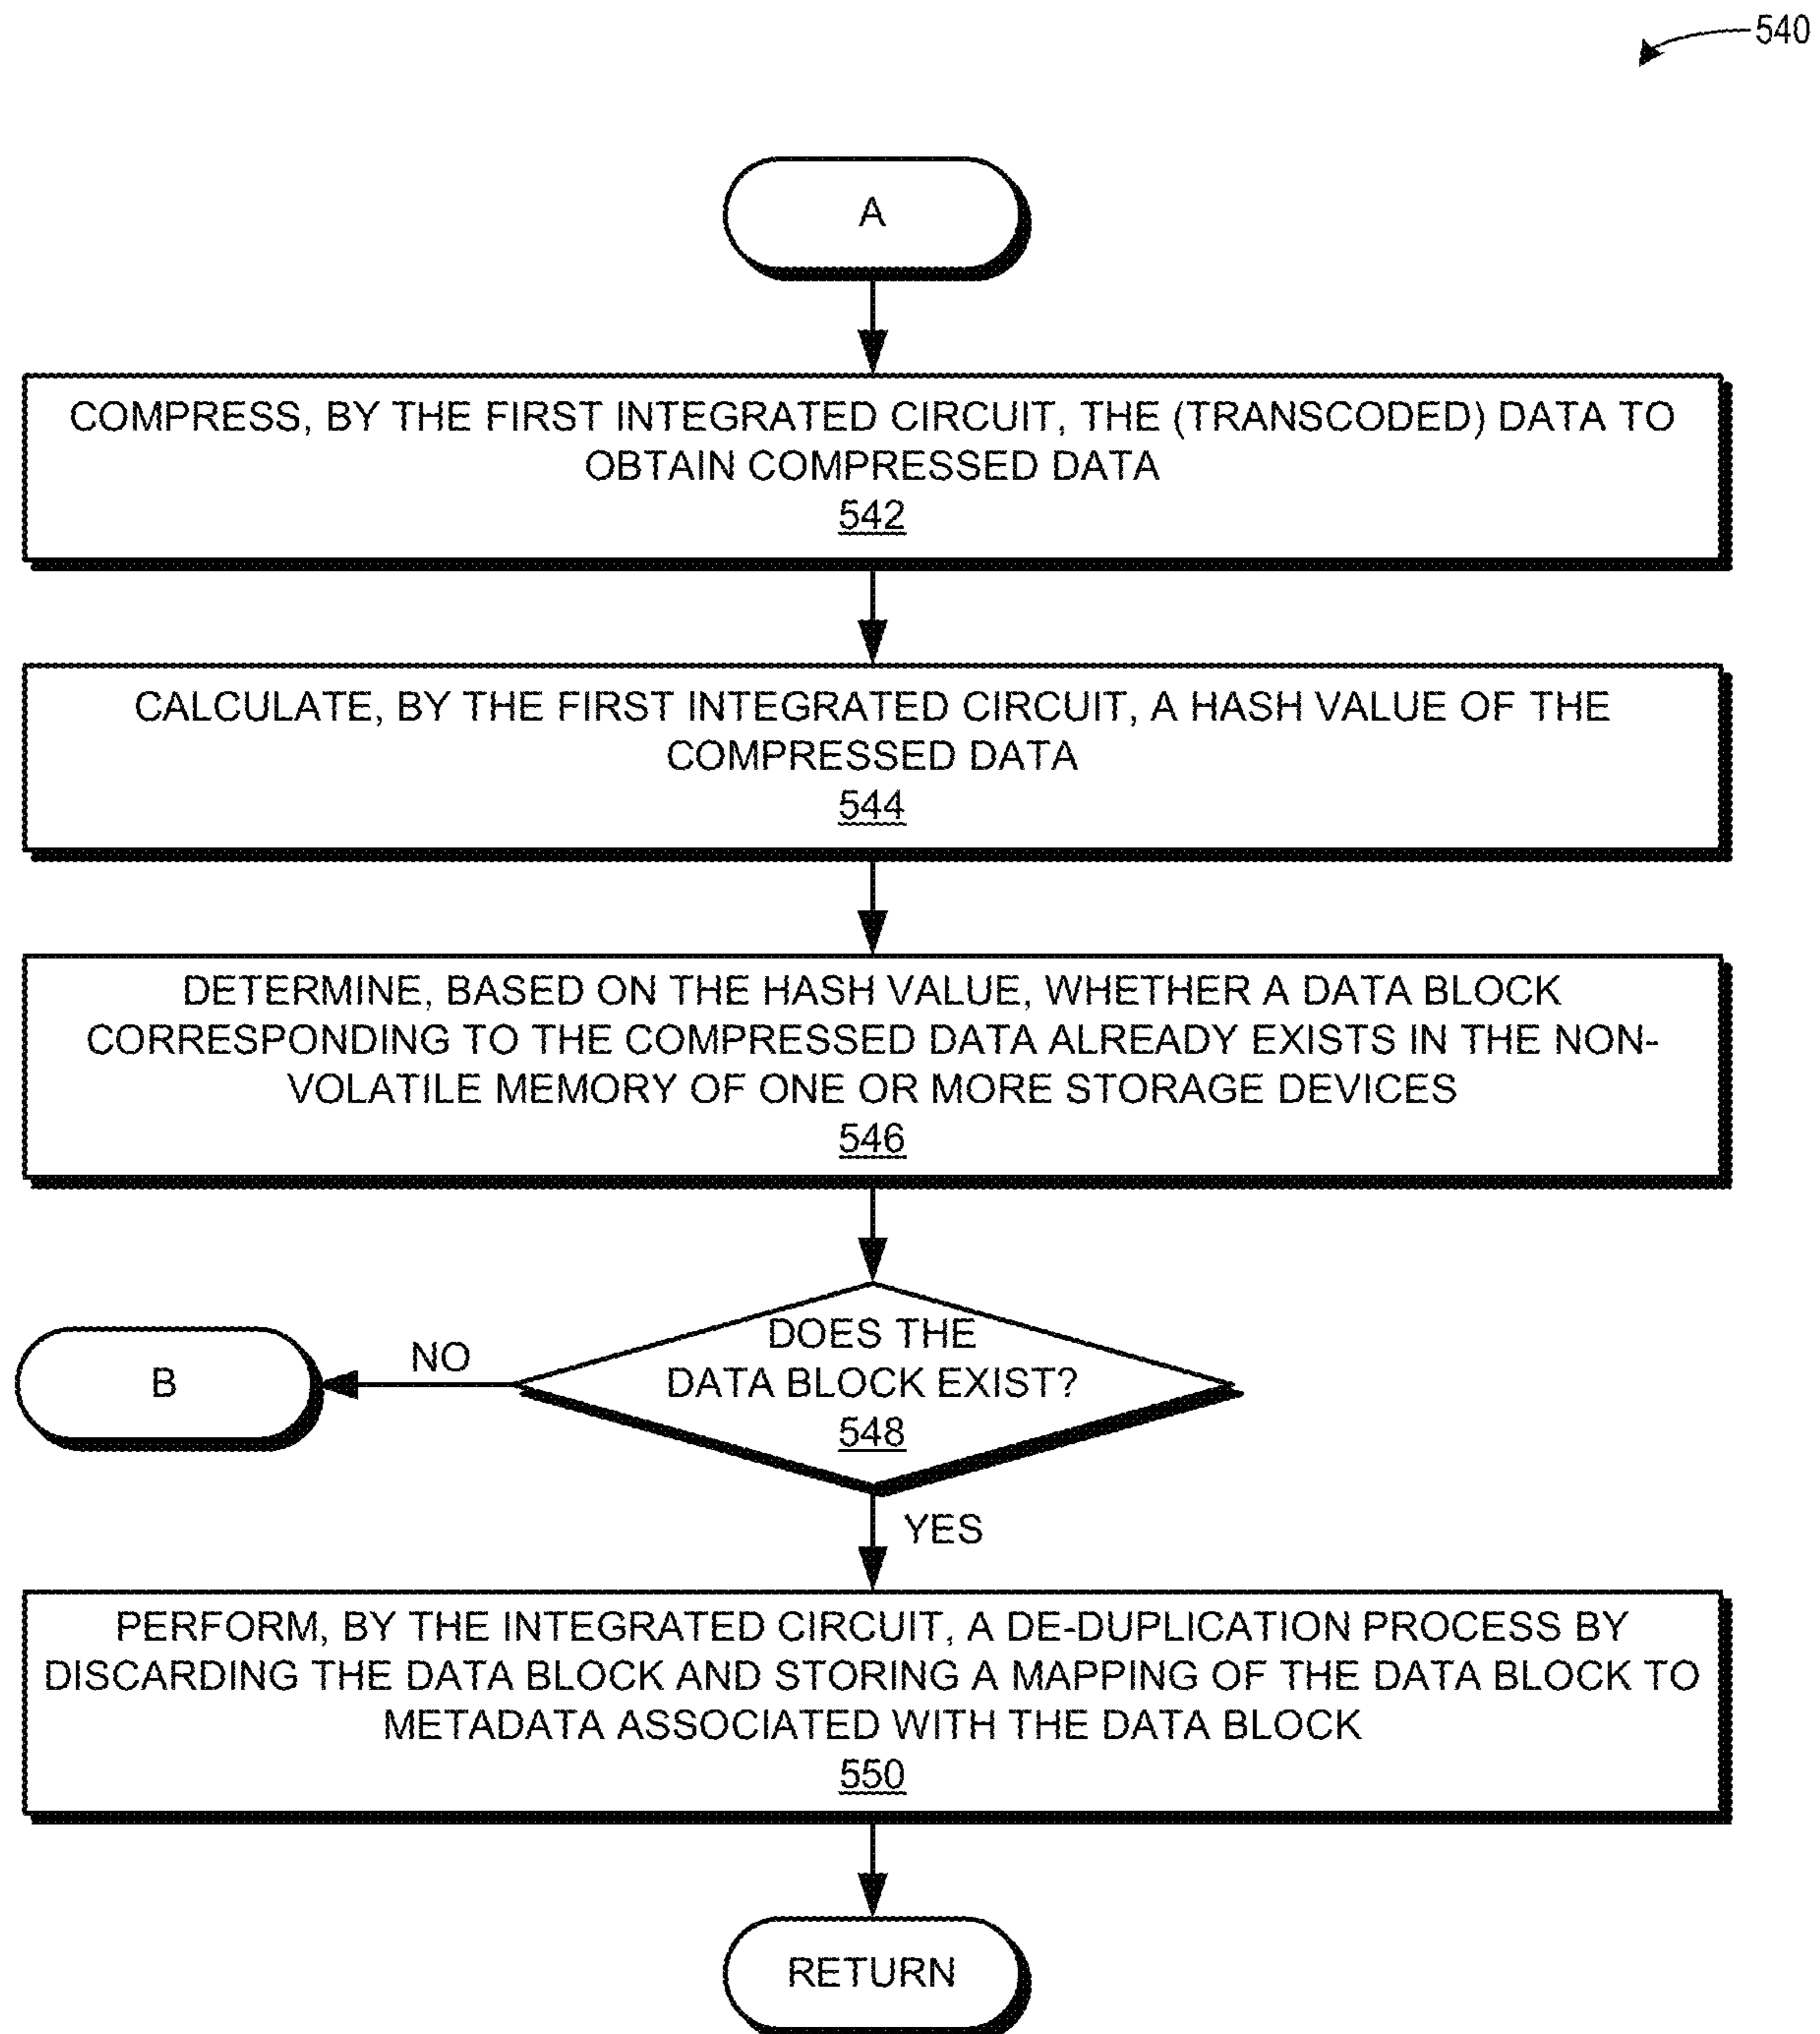 540
A
COMPRESS, BY THE FIRST INTEGRATED CIRCUIT, THE (TRANSCODED) DATA TO
OBTAIN COMPRESSED DATA
542
CALCULATE, BY THE FIRST INTEGRATED CIRCUIT, A HASH VALUE OF THE
COMPRESSED DATA
544
DETERMINE, BASED ON THE HASH VALUE, WHETHER A DATA BLOCK
CORRESPONDING TO THE COMPRESSED DATA ALREADY EXISTS IN THE NON-
VOLATILE MEMORY OF ONE OR MORE STORAGE DEVICES
546
DOES THE
DATA BLOCK EXIST?
548
NO
B
YES
PERFORM, BY THE INTEGRATED CIRCUIT, A DE-DUPLICATION PROCESS BY
DISCARDING THE DATA BLOCK AND STORING A MAPPING OF THE DATA BLOCK TO
METADATA ASSOCIATED WITH THE DATA BLOCK
550
RETURN